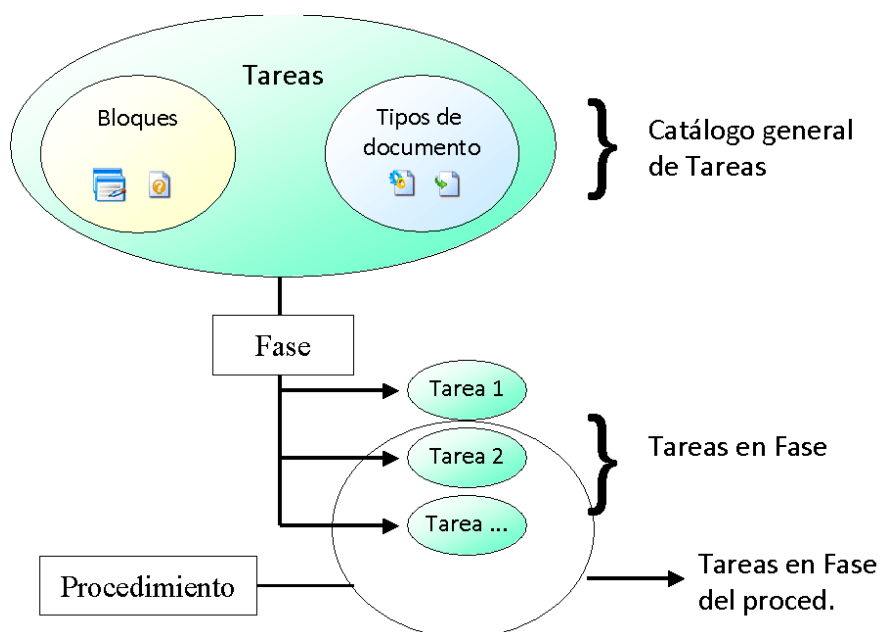 Tareas
Bloques
Tipos de
documento
Catálogo general
de Tareas
Fase
Tarea 1
Tarea 2
Tareas en Fase
Tarea ...
Procedimiento
Tareas en Fase
del proced.